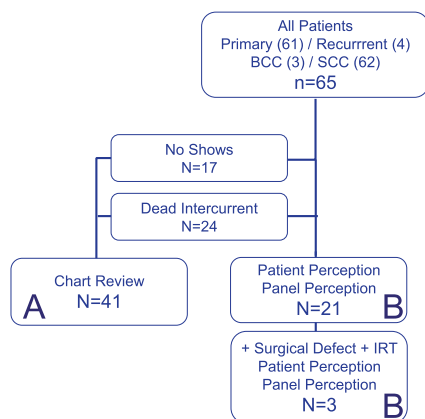 All Patients
Primary (61) / Recurrrent (4)
BCC (3) / SCC (62)
n=65
No Shows
N=17
Dead Intercurrent
N=24
Chart Review
N=41
A
Patient Perception
Panel Perception
N=21
B
+ Surgical Defect + IRT
Patient Perception
Panel Perception
N=3
B